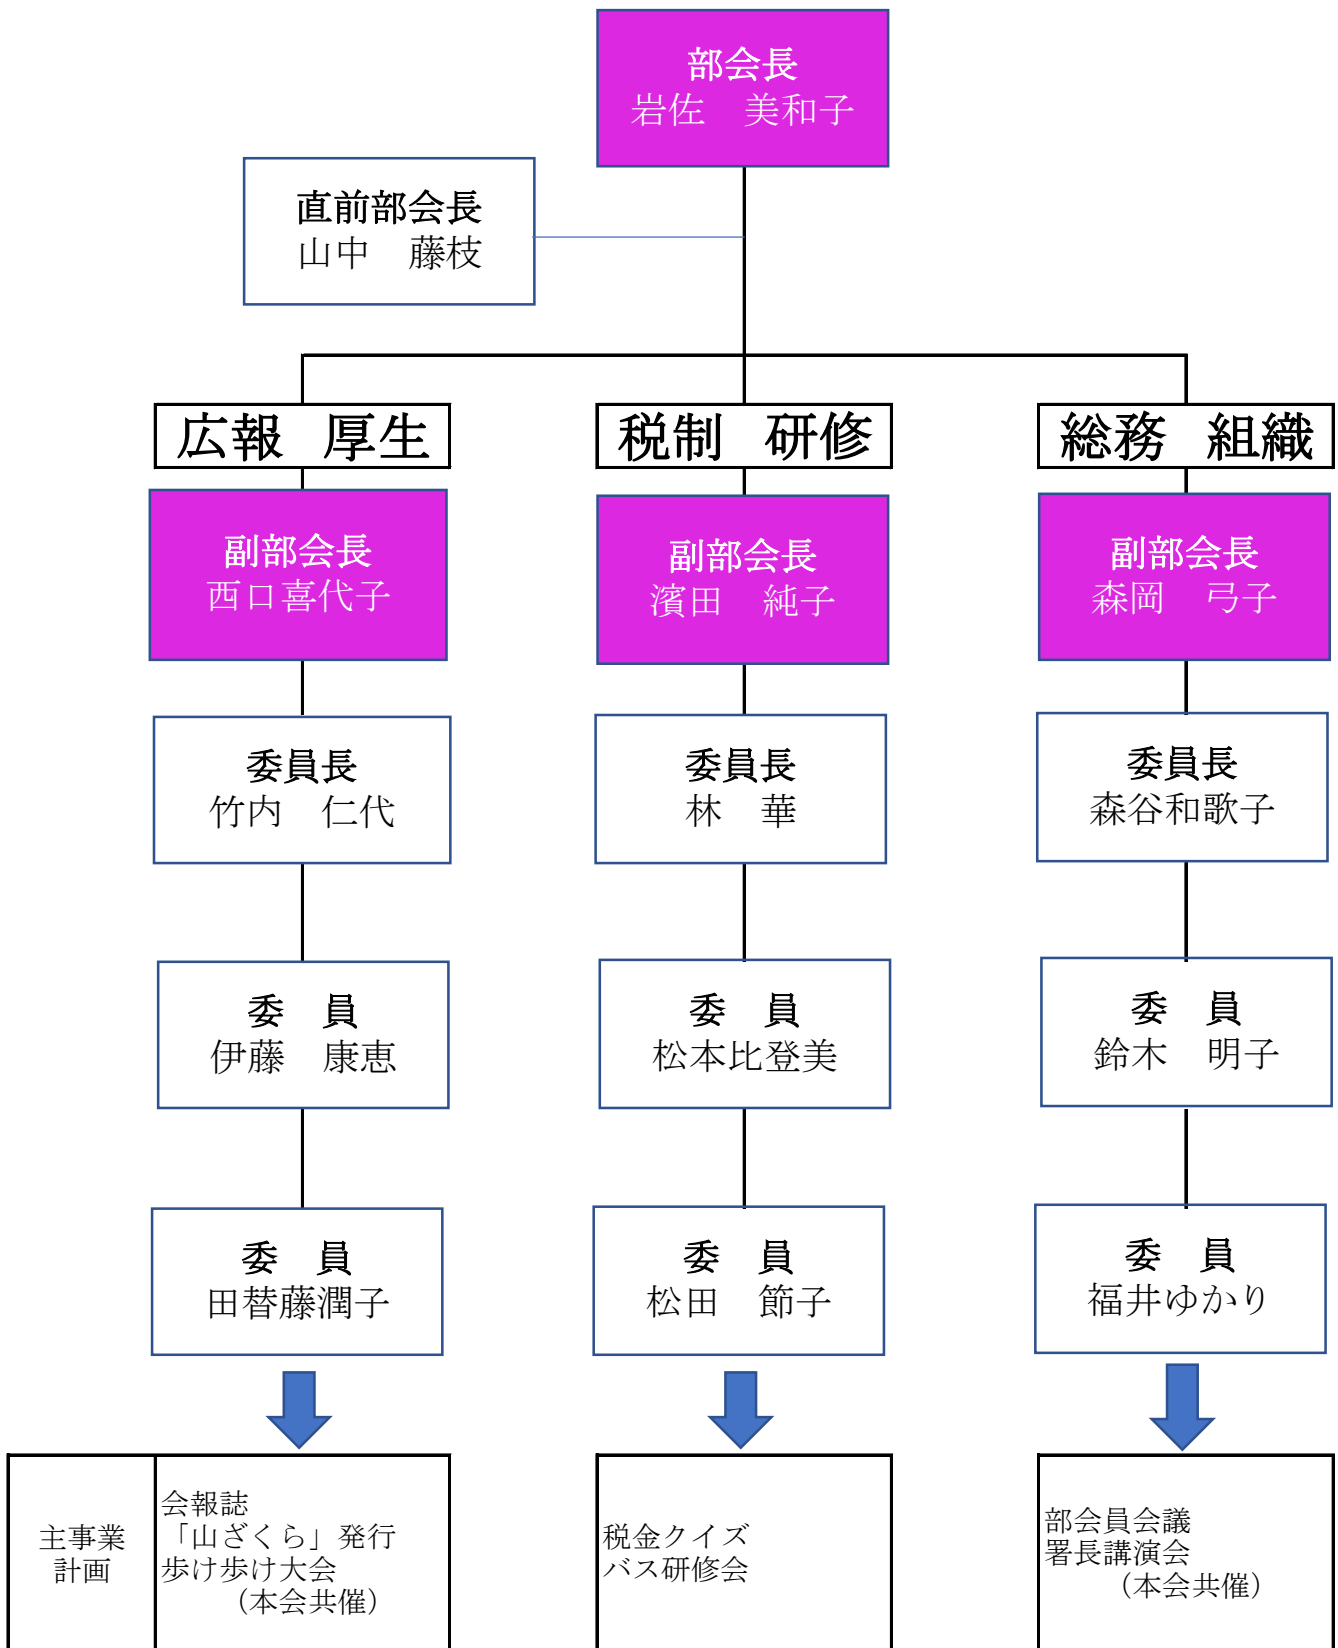 部会長
岩佐　美和子
直前部会長
山中　藤枝
広報　厚生
副部会長
西口喜代子
委員長
竹内　仁代
委　員
伊藤　康恵
委　員
田替藤潤子
税制　研修
副部会長
濱田　純子
委員長
林　華
委　員
松本比登美
委　員
松田　節子
総務　組織
副部会長
森岡　弓子
委員長
森谷和歌子
委　員
鈴木　明子
委　員
福井ゆかり
主事業
計画
会報誌
「山ざくら」発行
歩け歩け大会
（本会共催）
税金クイズ
バス研修会
部会員会議
署長講演会
（本会共催）